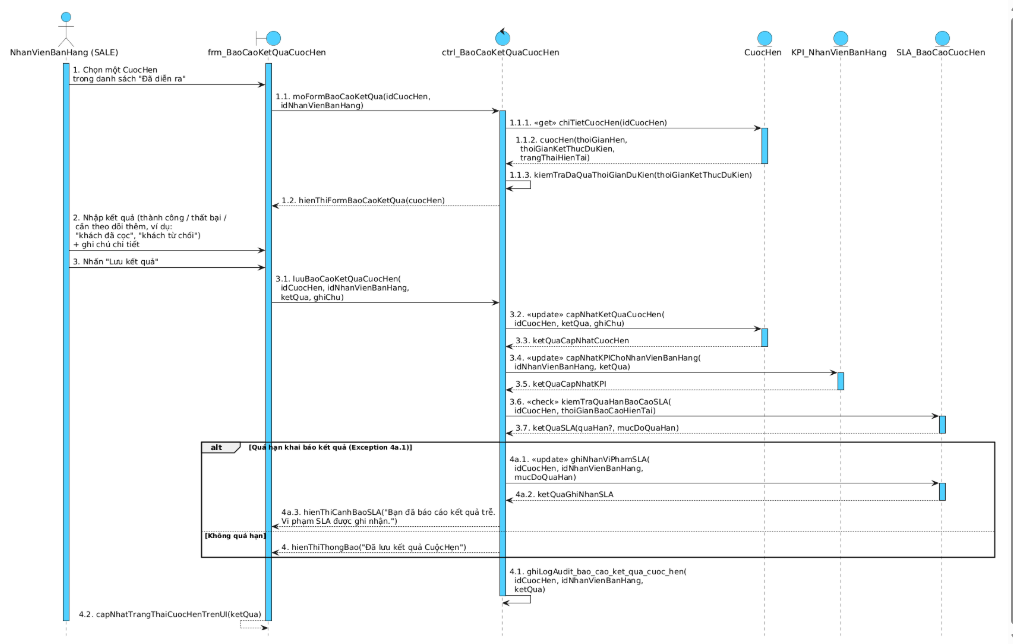 NhanVienBanHang (SALE)
frm_BaoCaoKetQuaCuocHen
ctrl_BaoCaoKetQuaCuocHen
CuocHen
KPI_NhanVienBanHang
SLA_BaoCaoCuocHen
1. Chọn một CuocHen
trong danh sách "Đã diễn ra"
1.1. moFormBaoCaoKetQua(idCuocHen,
idNhanVienBanHang)
1.1.1. «get» chiTietCuocHen(idCuocHen)
1.1.2. cuocHen(thoiGianHen,
thoiGianKetThucDuKien,
trangThaiHienTai)
1.1.3. kiemTraDaQuaThoiGianDuKien(thoiGianKetThucDuKien)
1.2. hienThiFormBaoCaoKetQua(cuocHen)
2. Nhập kết quả (thành công / thất bại /
cần theo dõi thêm, ví dụ:
"khách đã cọc", "khách từ chối")
+ ghi chú chi tiết
3. Nhấn "Lưu kết quả"
3.1. luuBaoCaoKetQuaCuocHen(
idCuocHen, idNhanVienBanHang,
ketQua, ghiChu)
3.2. «update» capNhatKetQuaCuocHen(
idCuocHen, ketQua, ghiChu)
3.3. ketQuaCapNhatCuocHen
3.4. «update» capNhatKPIChoNhanVienBanHang(
idNhanVienBanHang, ketQua)
3.5. ketQuaCapNhatKPI
3.6. «check» kiemTraQuaHanBaoCaoSLA(
idCuocHen, thoiGianBaoCaoHienTai)
3.7. ketQuaSLA(quaHan?, mucDoQuaHan)
alt
[Quá hạn khai báo kết quả (Exception 4a.1)]
4a.1. «update» ghiNhanViPhamSLA(
idCuocHen, idNhanVienBanHang,
mucDoQuaHan)
4a.2. ketQuaGhiNhanSLA
4a.3. hienThiCanhBaoSLA("Bạn đã báo cáo kết quả trễ.
Vi phạm SLA được ghi nhận.")
[Không quá hạn]
4. hienThiThongBao("Đã lưu kết quả CuộcHẹn")
4.1. ghiLogAudit_bao_cao_ket_qua_cuoc_hen(
idCuocHen, idNhanVienBanHang,
ketQua)
4.2. capNhatTrangThaiCuocHenTrenUI(ketQua)